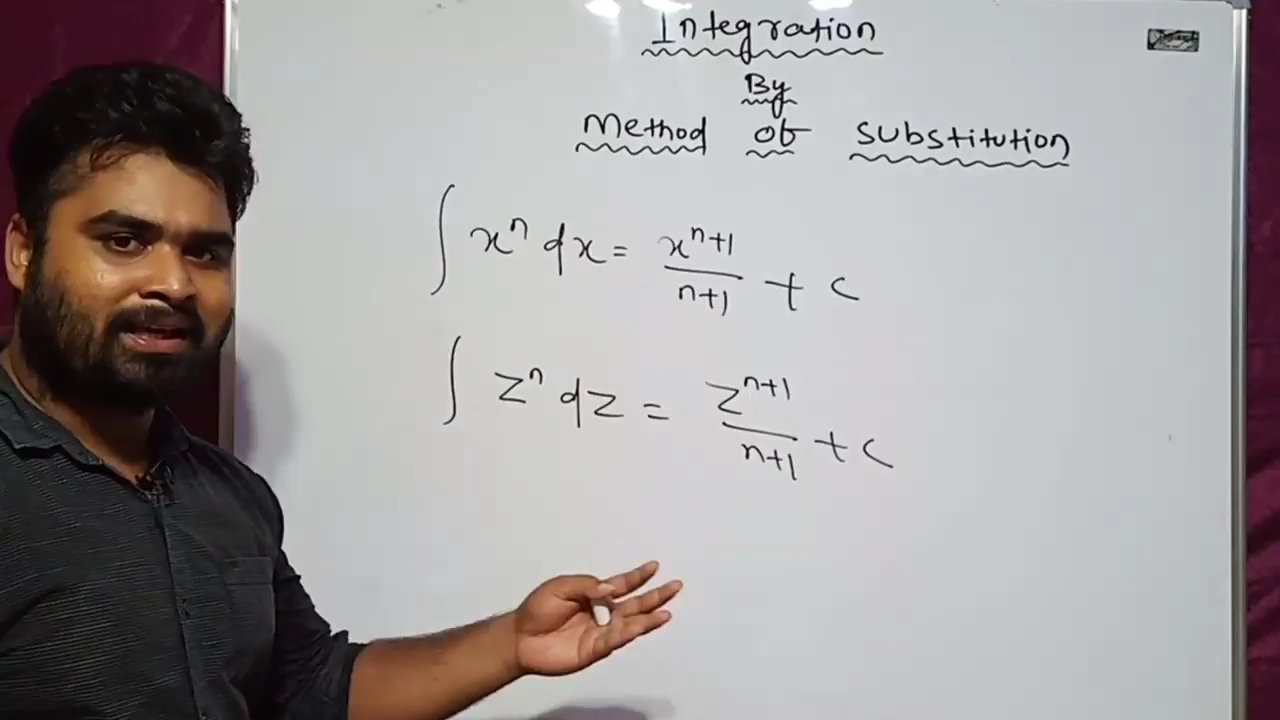 Integration
By
Method of Substitution
∫ xⁿ dx = xⁿ⁺¹/n+1 + c
∫ zⁿ dz = zⁿ⁺¹/n+1 + c